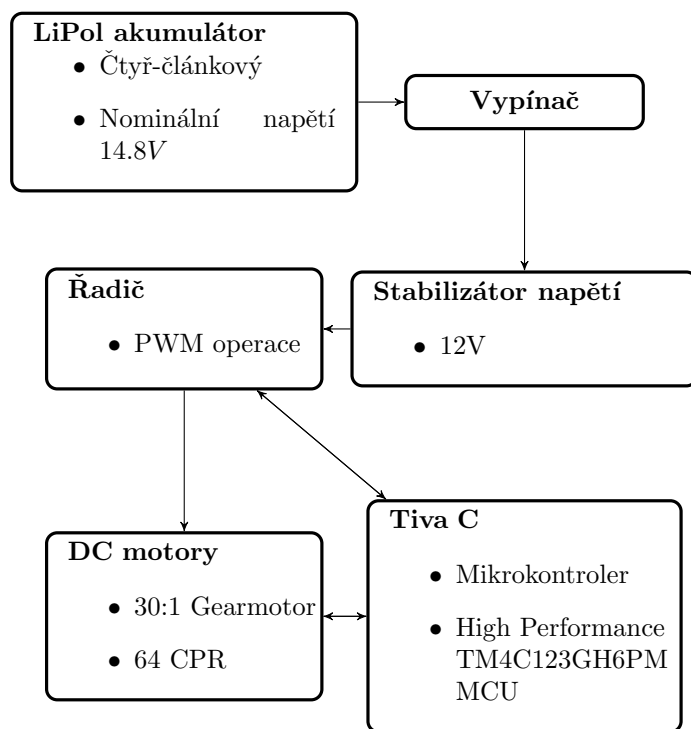 LiPol akumulátor
• Čtyř-článkový
• Nominální napětí
14.8V
Vypínač
Řadič
• PWM operace
Stabilizátor napětí
• 12V
DC motory
• 30:1 Gearmotor
• 64 CPR
Tiva C
• Mikrokontroler
• High Performance
TM4C123GH6PM
MCU